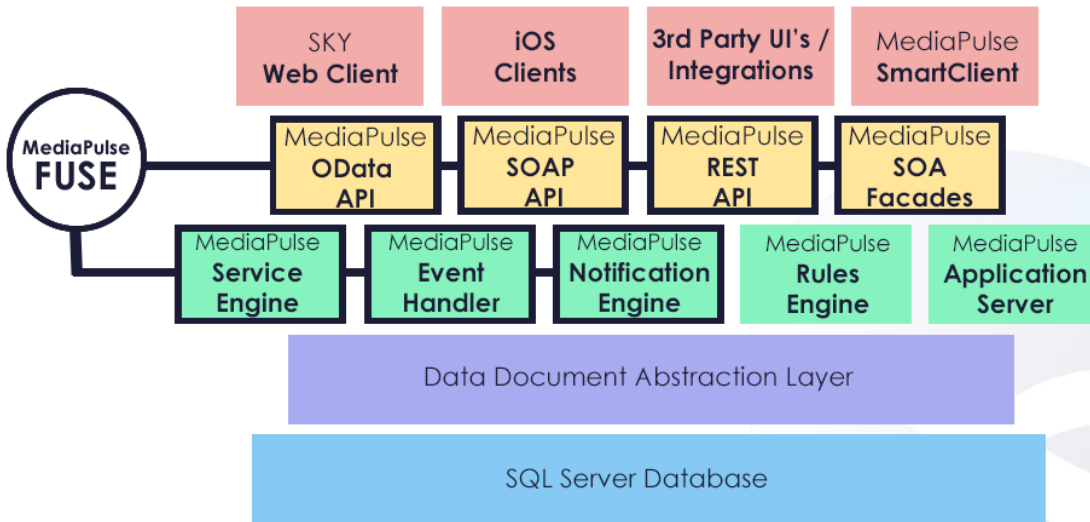 SKY
Web Client
iOS
Clients
3rd Party UI's /
Integrations
MediaPulse
SmartClient
MediaPulse
FUSE
MediaPulse
OData
API
MediaPulse
SOAP
API
MediaPulse
REST
API
MediaPulse
SOA
Facades
MediaPulse
Service
Engine
MediaPulse
Event
Handler
MediaPulse
Notification
Engine
MediaPulse
Rules
Engine
MediaPulse
Application
Server
Data Document Abstraction Layer
SQL Server Database